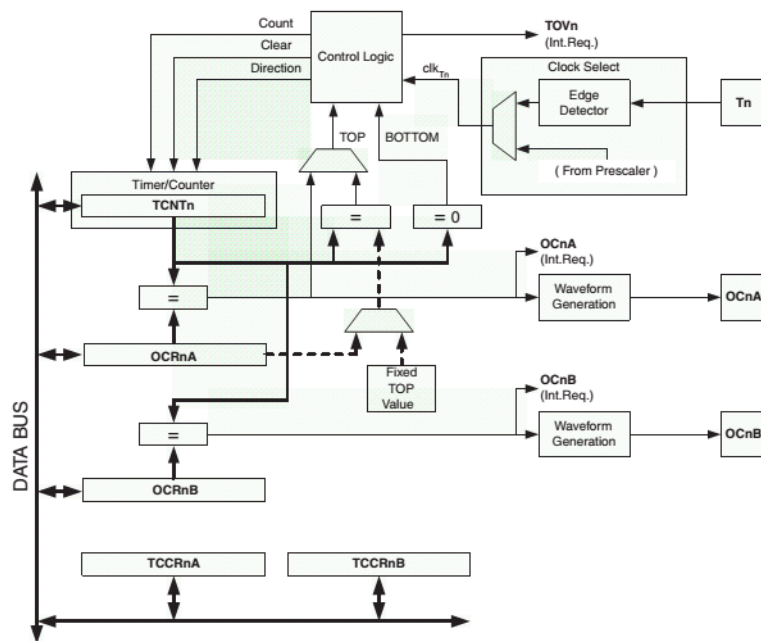 Count
Clear
Direction
Control Logic
TOVn
(Int.Req.)
clkTn
Clock Select
Edge
Detector
Tn
( From Prescaler )
TOP
BOTTOM
Timer/Counter
TCNTn
=
= 0
OCnA
(Int.Req.)
=
Waveform
Generation
OCnA
OCRnA
Fixed
TOP
Value
OCnB
(Int.Req.)
=
Waveform
Generation
OCnB
OCRnB
DATA BUS
TCCRnA
TCCRnB